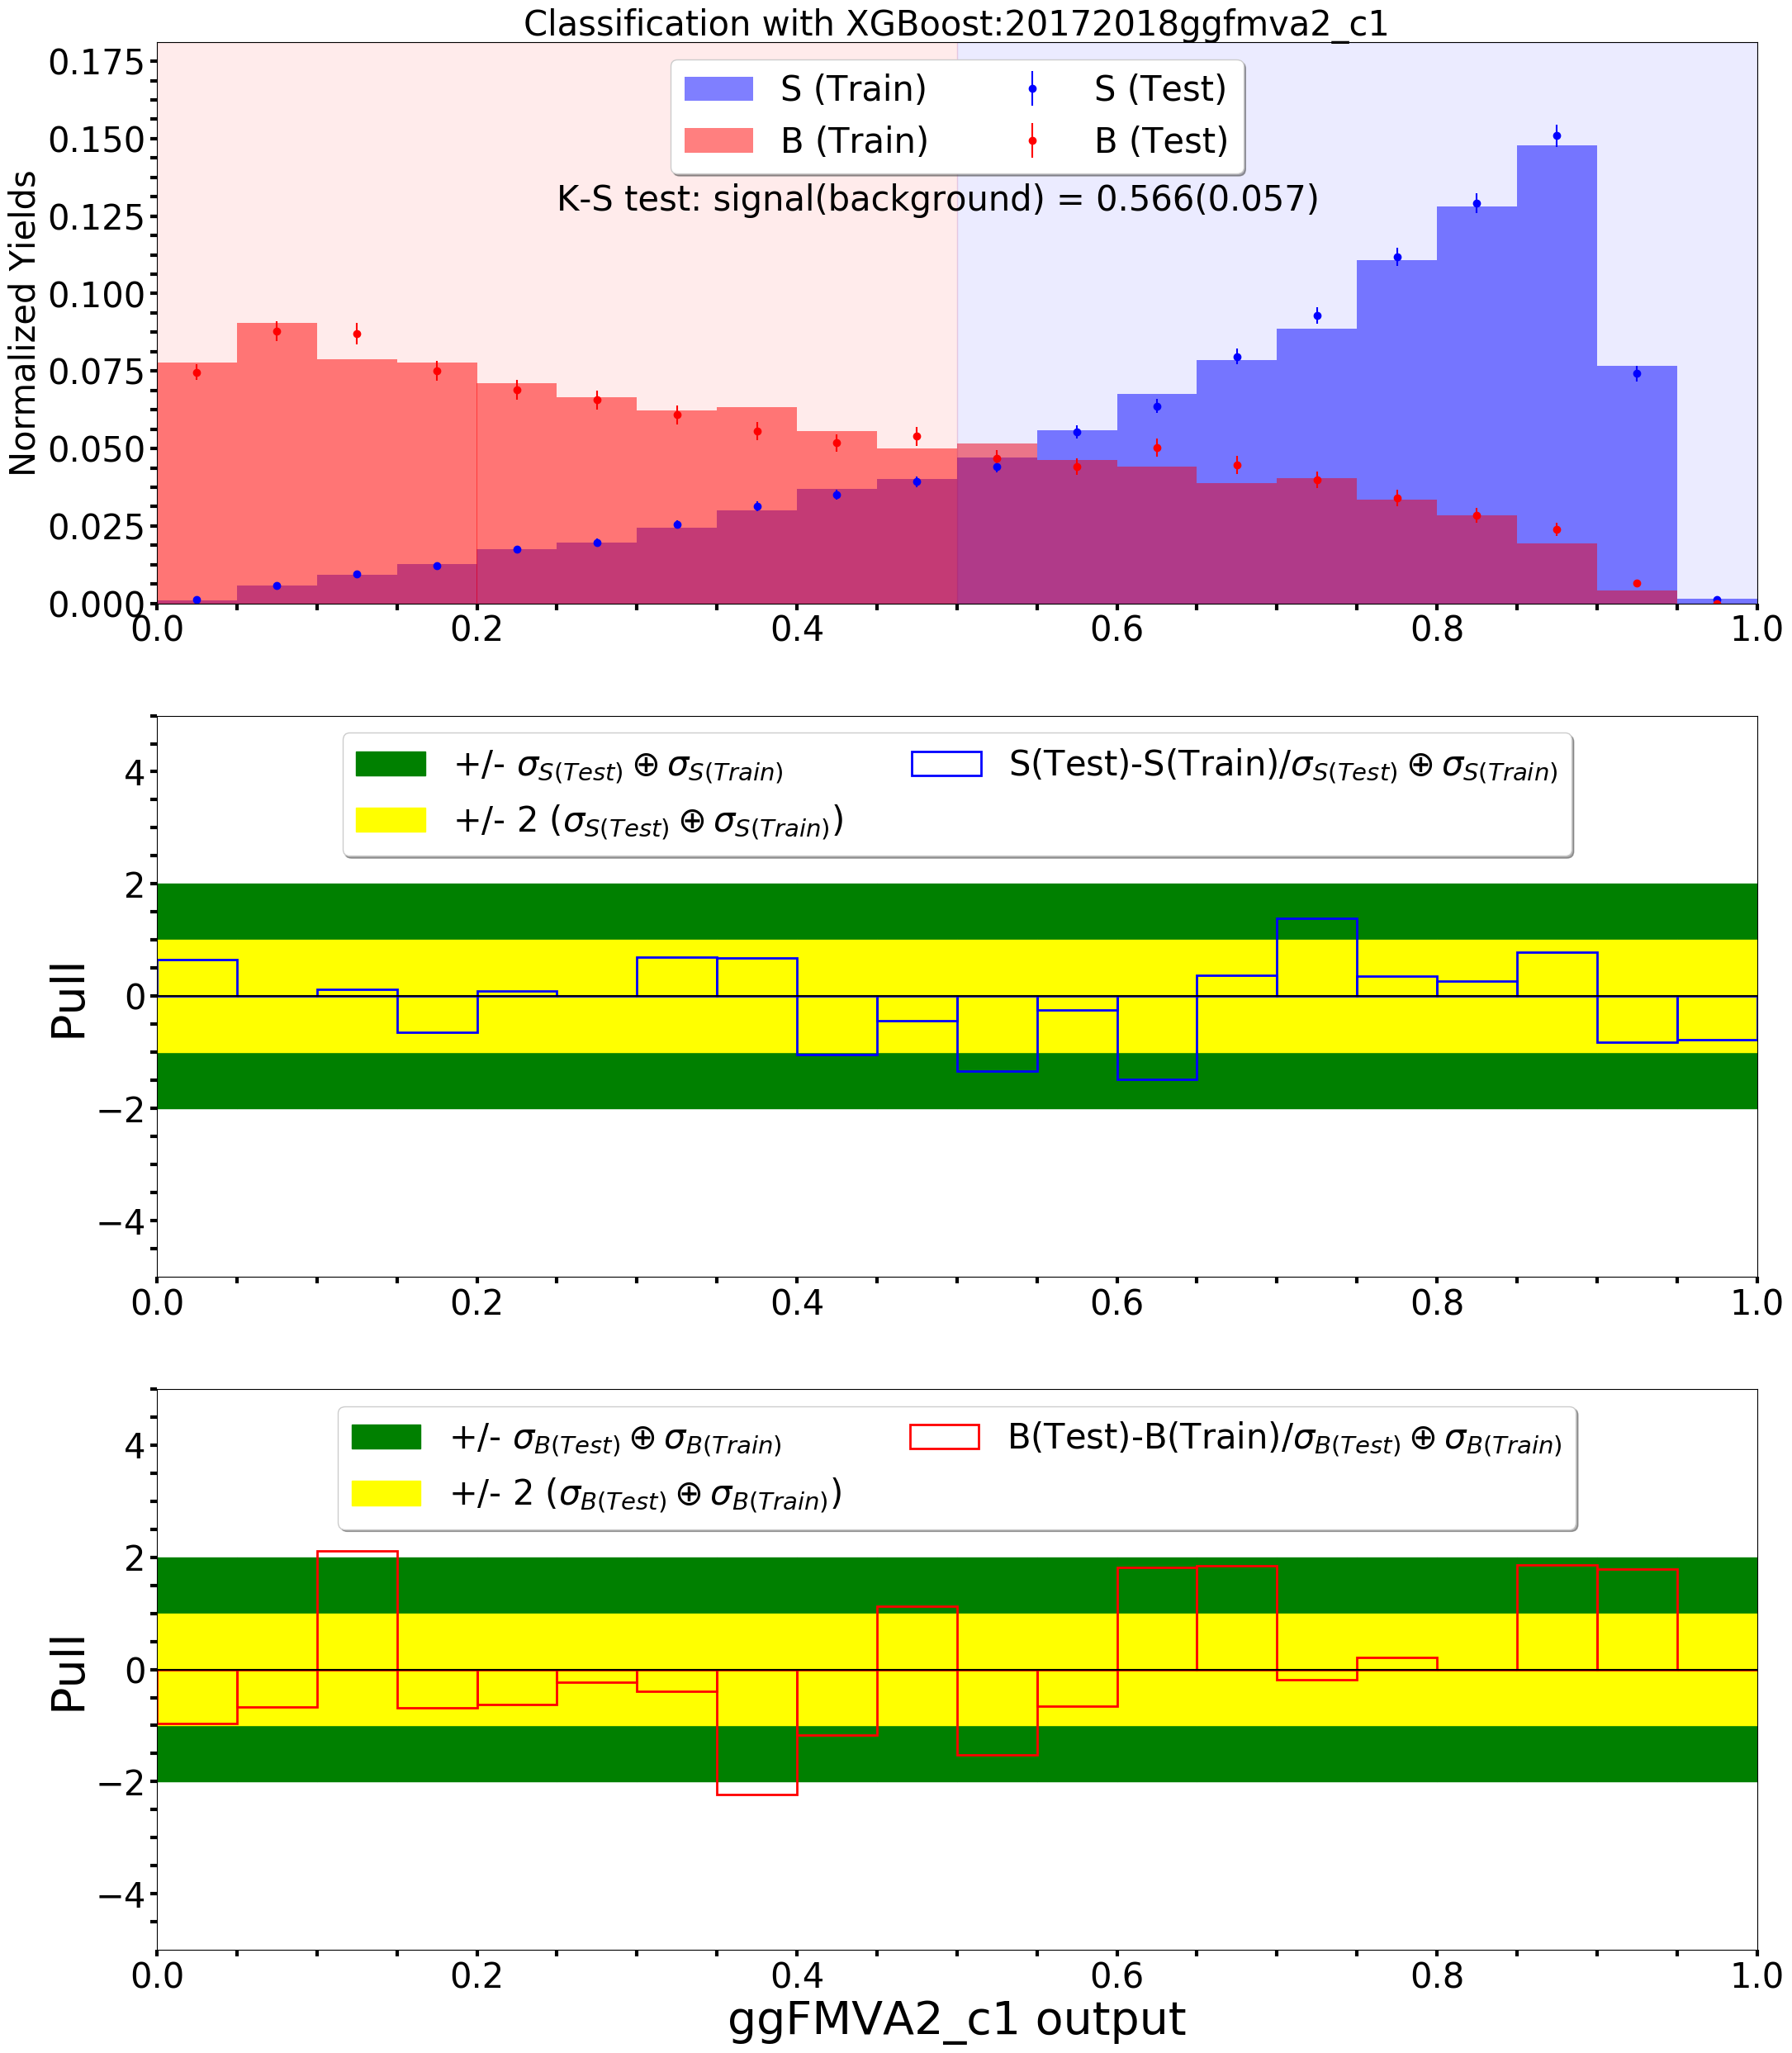 Classification with XGBoost:20172018ggfmva2_c1
0.175
0.150
0.125
0.100
0.075
0.050
0.025
0.000
Normalized Yields
S (Train)
B (Train)
S (Test)
B (Test)
K-S test: signal(background) = 0.566(0.057)
0.0 0.2 0.4 0.6 0.8 1.0
+/- σS(Test) ⊕ σS(Train)
+/- 2 (σS(Test) ⊕ σS(Train))
S(Test)-S(Train)/σS(Test) ⊕ σS(Train)
4
2
0
−2
−4
Pull
0.0 0.2 0.4 0.6 0.8 1.0
+/- σB(Test) ⊕ σB(Train)
+/- 2 (σB(Test) ⊕ σB(Train))
B(Test)-B(Train)/σB(Test) ⊕ σB(Train)
4
2
0
−2
−4
Pull
0.0 0.2 0.4 0.6 0.8 1.0
ggFMVA2_c1 output